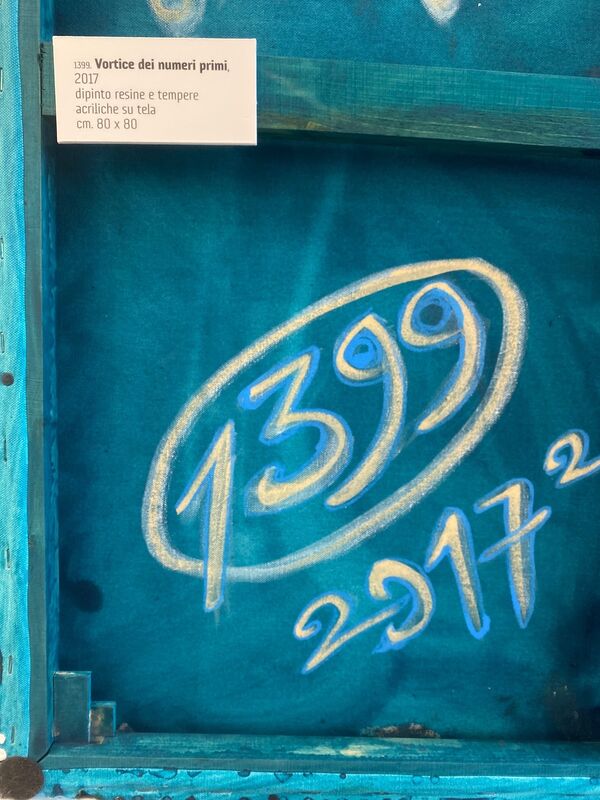 1399. Vortice dei numeri primi,
2017
dipinto resine e tempere
acriliche su tela
cm. 80 x 80
1399
2017²